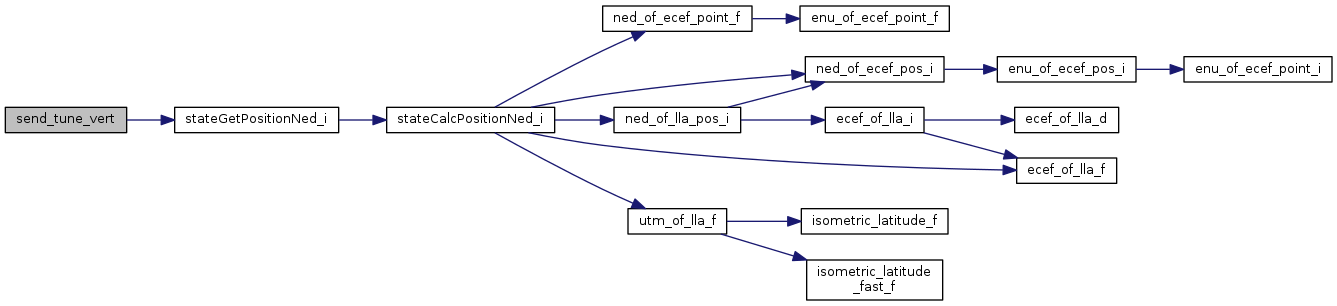 send_tune_vert
stateGetPositionNed_i
stateCalcPositionNed_i
ned_of_ecef_point_f
enu_of_ecef_point_f
ned_of_ecef_pos_i
enu_of_ecef_pos_i
enu_of_ecef_point_i
ned_of_lla_pos_i
ecef_of_lla_i
ecef_of_lla_d
ecef_of_lla_f
utm_of_lla_f
isometric_latitude_f
isometric_latitude
_fast_f